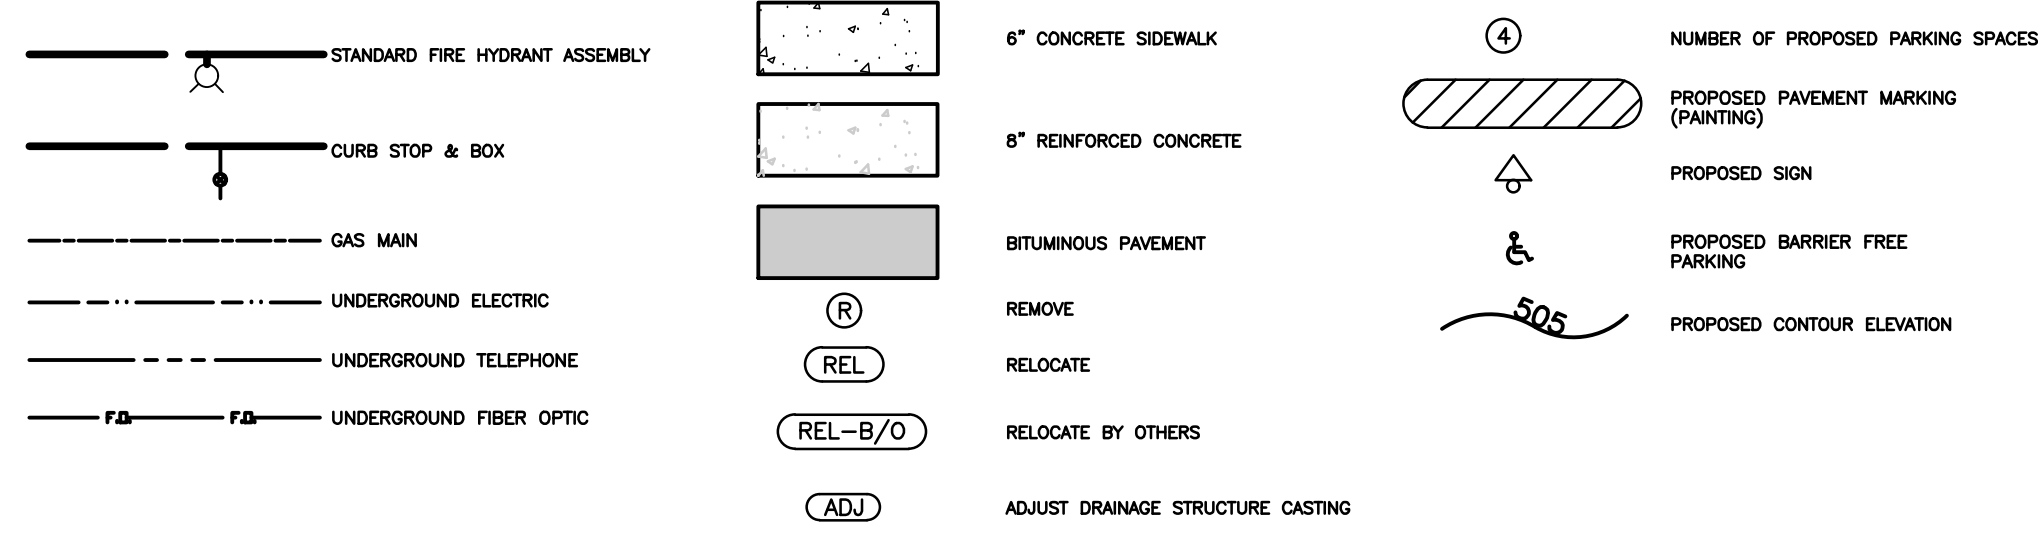 STANDARD FIRE HYDRANT ASSEMBLY
CURB STOP & BOX
GAS MAIN
UNDERGROUND ELECTRIC
UNDERGROUND TELEPHONE
F.O. F.O. UNDERGROUND FIBER OPTIC
6" CONCRETE SIDEWALK
8" REINFORCED CONCRETE
BITUMINOUS PAVEMENT
R REMOVE
REL RELOCATE
REL-B/O RELOCATE BY OTHERS
ADJ ADJUST DRAINAGE STRUCTURE CASTING
4 NUMBER OF PROPOSED PARKING SPACES
PROPOSED PAVEMENT MARKING
(PAINTING)
PROPOSED SIGN
PROPOSED BARRIER FREE
PARKING
505 PROPOSED CONTOUR ELEVATION